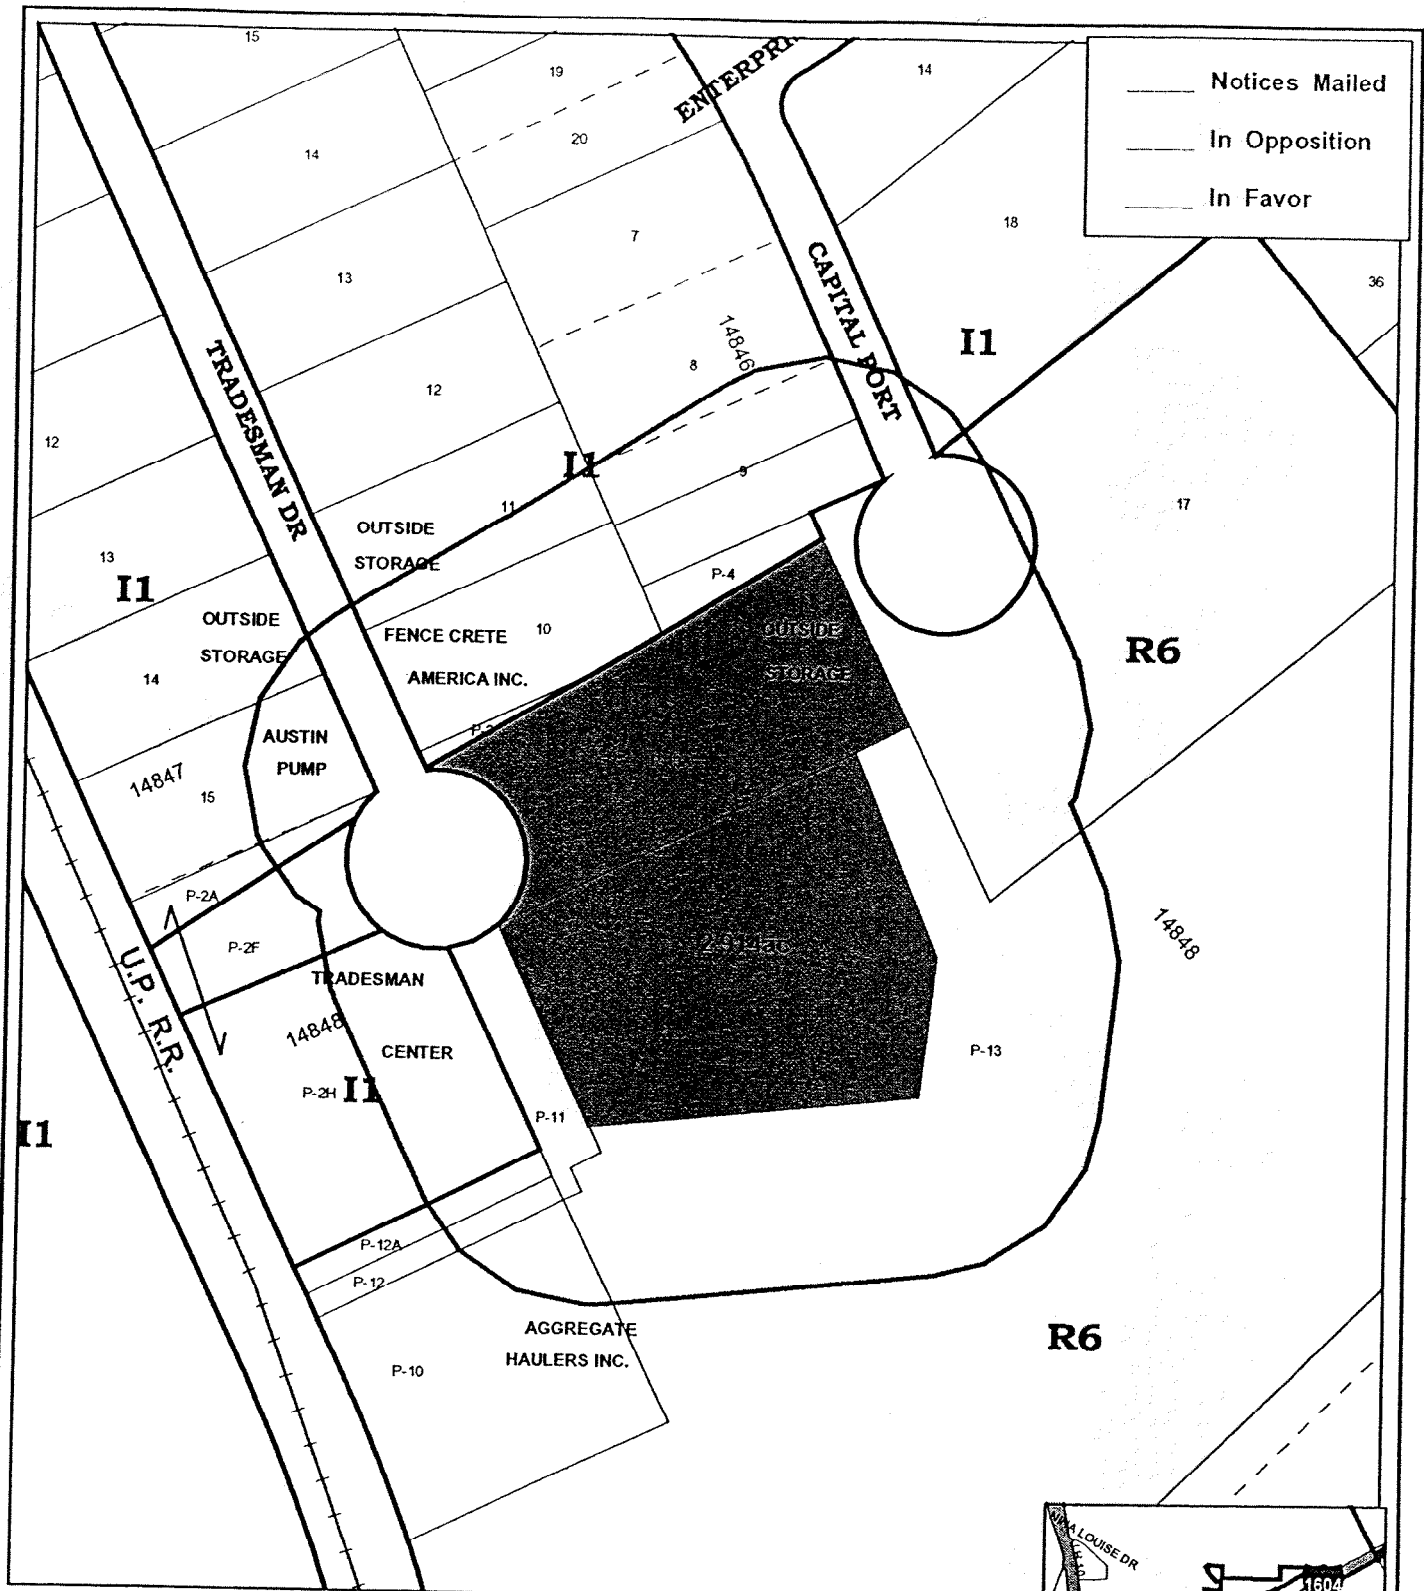 Notices Mailed
In Opposition
In Favor
15
19
14
14
20
18
7
13
36
ENTERPRI
CAPITAL PORT
I1
14846
8
12
TRADESMAN DR
12
I1
9
11
17
OUTSIDE
STORAGE
13
I1
P-4
OUTSIDE
STORAGE
FENCE CRETE
10
AMERICA INC.
OUTSIDE
STORAGE
R6
14
AUSTIN
PUMP
14847
15
P-2A
P-2F
TRADESMAN
CENTER
14848
P-2H
I1
U.P. R.R.
I1
14848
P-13
P-11
P-12A
P-12
AGGREGATE
HAULERS INC.
P-10
R6
1604